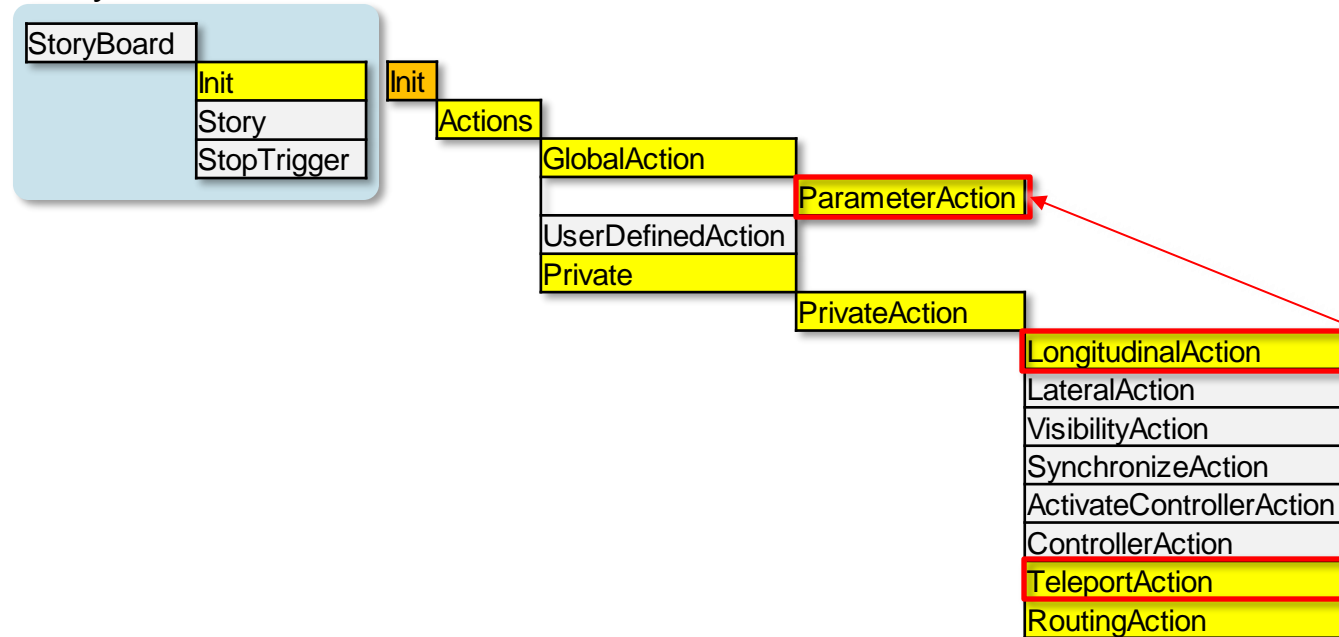 StoryBoard
Init
Story
StopTrigger
Init
Actions
GlobalAction
ParameterAction
UserDefinedAction
Private
PrivateAction
LongitudinalAction
LateralAction
VisibilityAction
SynchronizeAction
ActivateControllerAction
ControllerAction
TeleportAction
RoutingAction